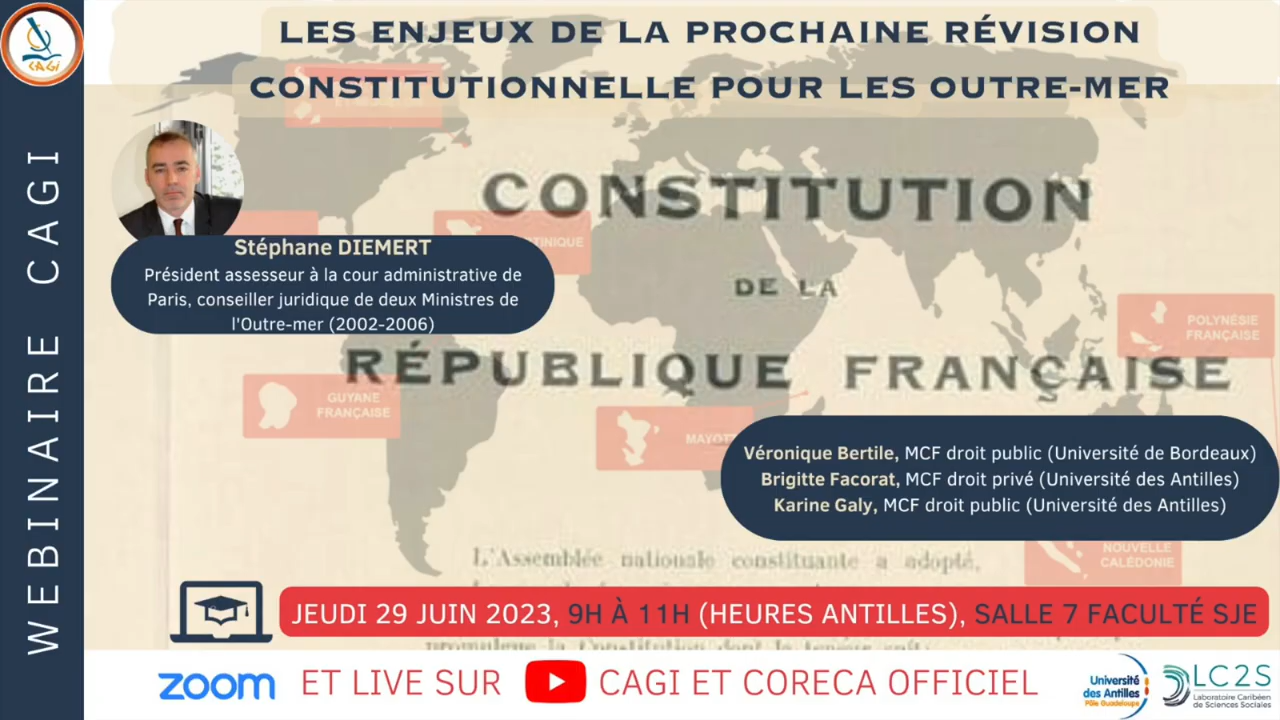 CAGI
WEBINAIRE CAGI
LES ENJEUX DE LA PROCHAINE RÉVISION
CONSTITUTIONNELLE POUR LES OUTRE-MER
Stéphane DIEMERT
Président assesseur à la cour administrative de
Paris, conseiller juridique de deux Ministres de
l'Outre-mer (2002-2006)
CONSTITUTION
DE LA
RÉPUBLIQUE FRANÇAISE
POLYNÉSIE
FRANÇAISE
GUYANE
FRANÇAISE
Véronique Bertile, MCF droit public (Université de Bordeaux)
Brigitte Facorat, MCF droit privé (Université des Antilles)
Karine Galy, MCF droit public (Université des Antilles)
NOUVELLE
CALÉDONIE
L'Assemblée nationale constituante a adopté,
JEUDI 29 JUIN 2023, 9H À 11H (HEURES ANTILLES), SALLE 7 FACULTÉ SJE
zoom ET LIVE SUR CAGI ET CORECA OFFICIEL
Université
des Antilles
Pôle Guadeloupe
LC2S
Laboratoire Caribéen
de Sciences Sociales